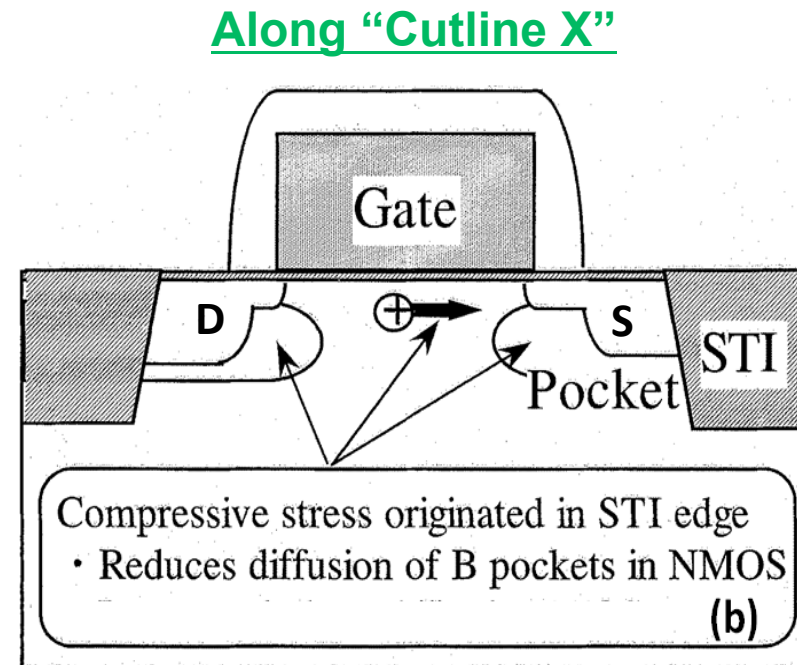 Along “Cutline X”
Gate
D
S
STI
Pocket
Compressive stress originated in STI edge
・Reduces diffusion of B pockets in NMOS
(b)